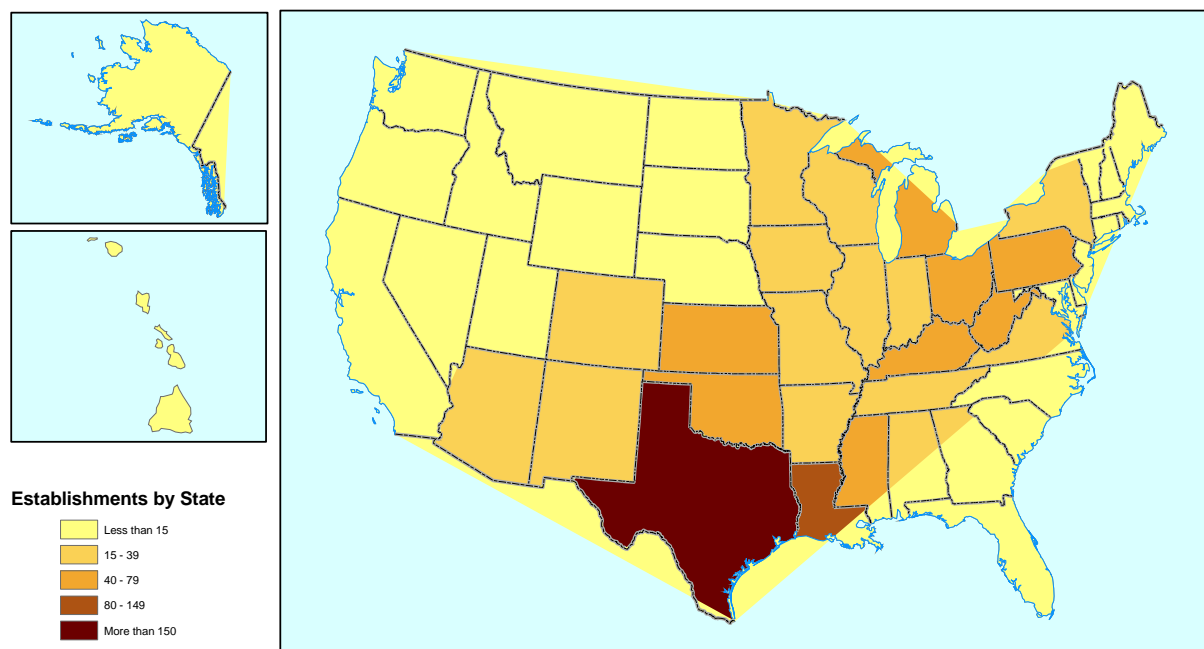 Establishments by State
Less than 15
15 - 39
40 - 79
80 - 149
More than 150